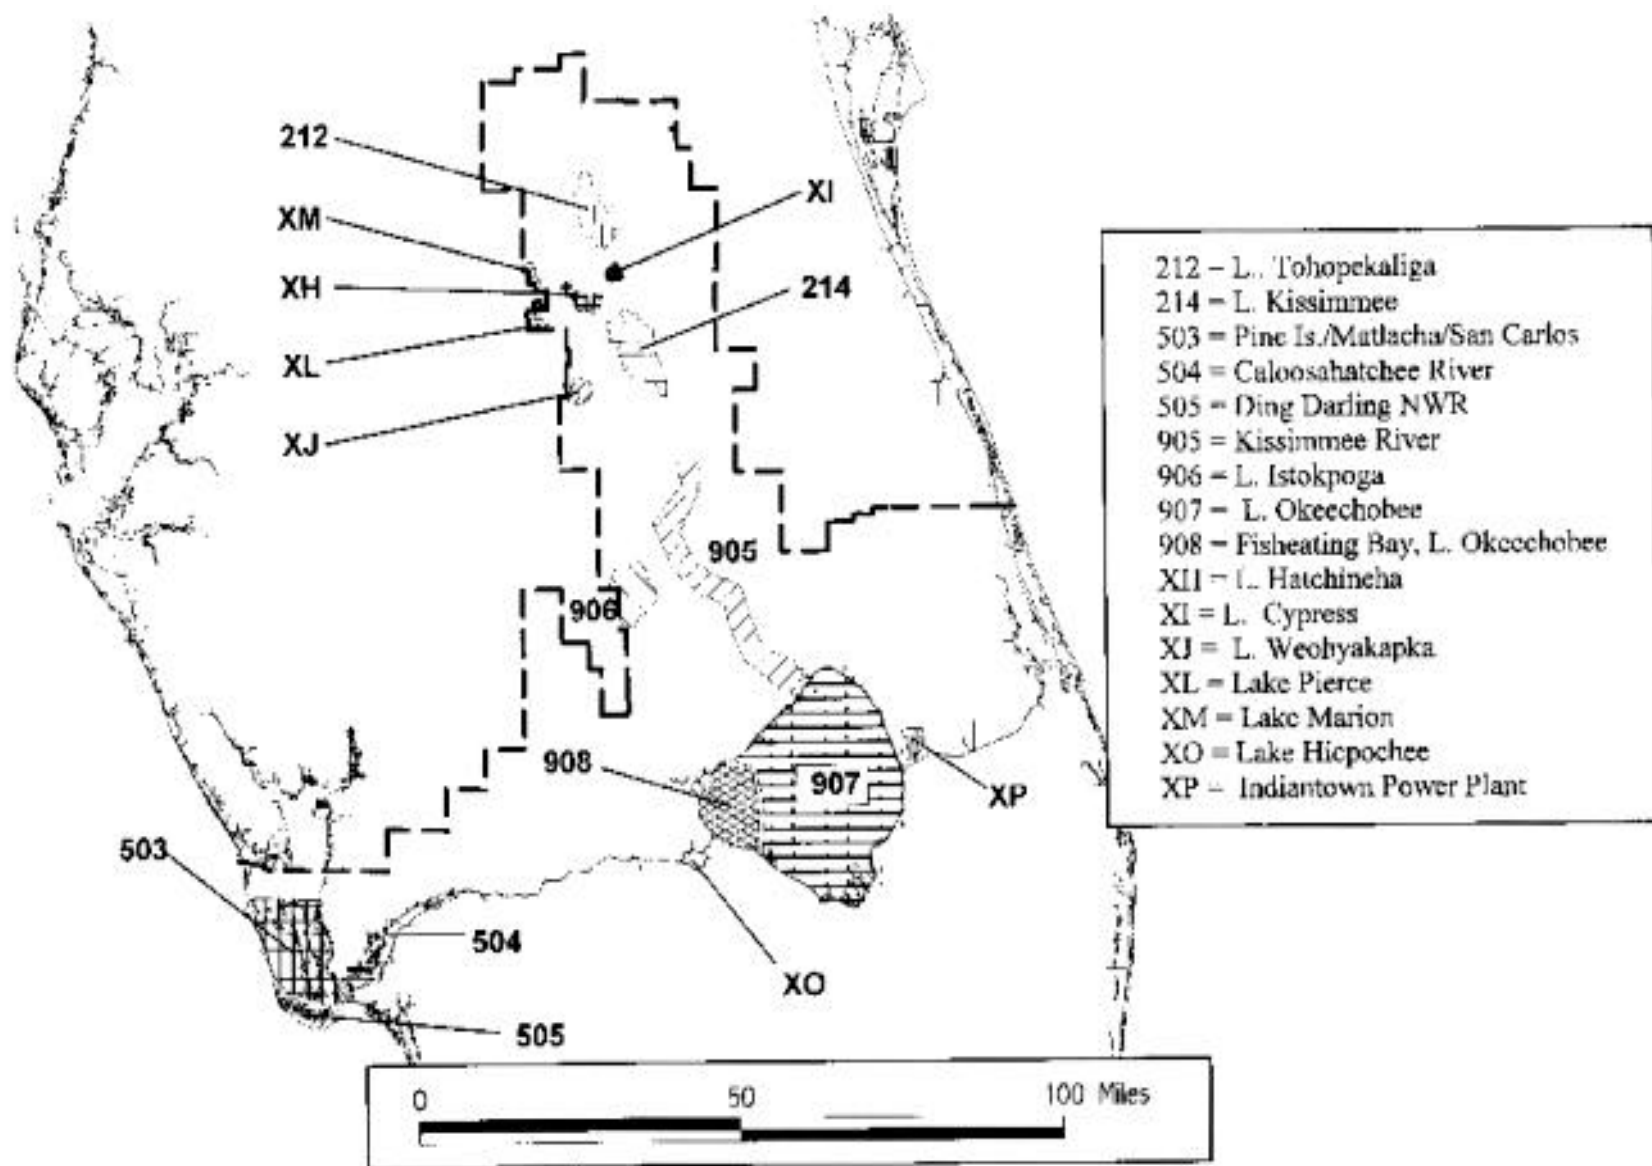 212
XM
XH
XL
XJ
XI
214
905
906
908
907
XP
503
504
505
XO
212 – L.. Tohopekaliga
214 = L. Kissimmee
503 = Pine Is./Matlacha/San Carlos
504 = Caloosahatchee River
505 – Ding Darling NWR
905 = Kissimmee River
906 – L. Istokpoga
907 – L. Okeechobee
908 – Fisheating Bay, L. Okeechobee
XH – L. Hatchineha
XI = L. Cypress
XJ = L. Weohyakapka
XL = Lake Pierce
XM = Lake Marion
XO = Lake Hicpochee
XP – Indiantown Power Plant
0 50 100 Miles